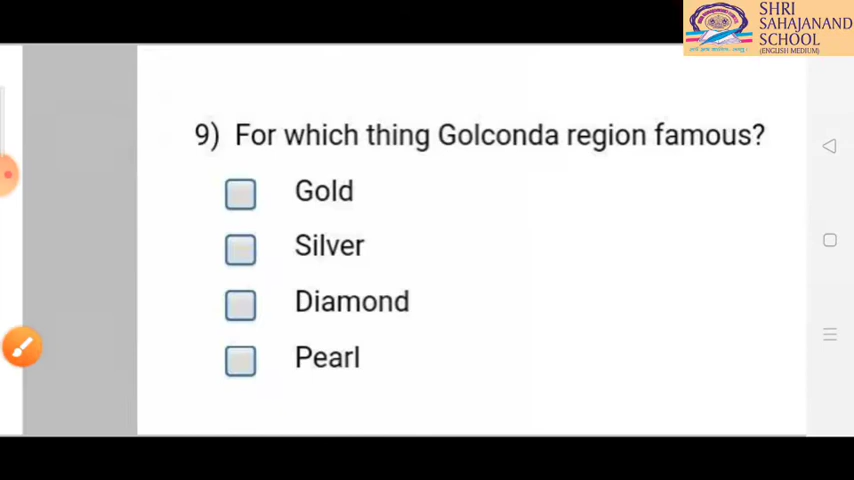 SHRI
SAHAJANAND
SCHOOL
(ENGLISH MEDIUM)
9) For which thing Golconda region famous?
Gold
Silver
Diamond
Pearl